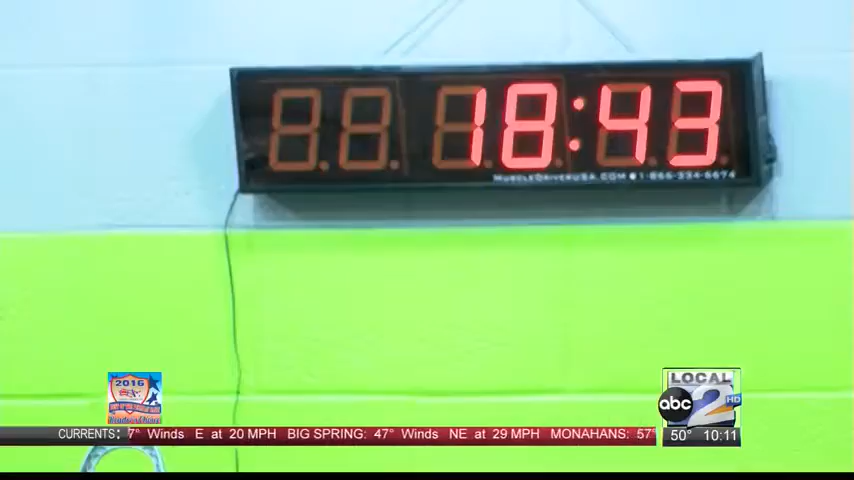 18:43
MUSCLEDRIVERUSA.COM 1-866-334-6674
2016
LOCAL
abc 2 HD
CURRENTS: 7° Winds E at 20 MPH BIG SPRING: 47° Winds NE at 29 MPH MONAHANS: 57°
50° 10:11